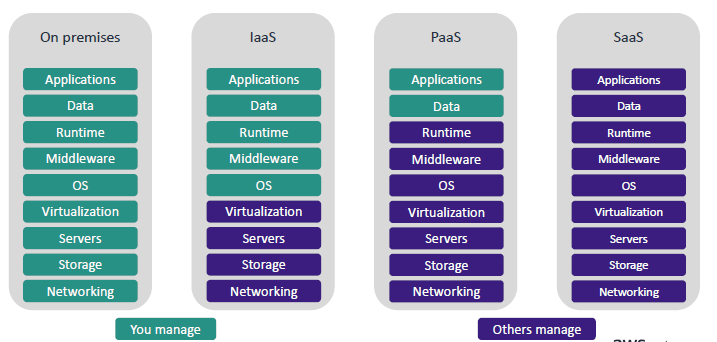 On premises
Applications
Data
Runtime
Middleware
OS
Virtualization
Servers
Storage
Networking
IaaS
Applications
Data
Runtime
Middleware
OS
Virtualization
Servers
Storage
Networking
PaaS
Applications
Data
Runtime
Middleware
OS
Virtualization
Servers
Storage
Networking
SaaS
Applications
Data
Runtime
Middleware
OS
Virtualization
Servers
Storage
Networking
You manage
Others manage